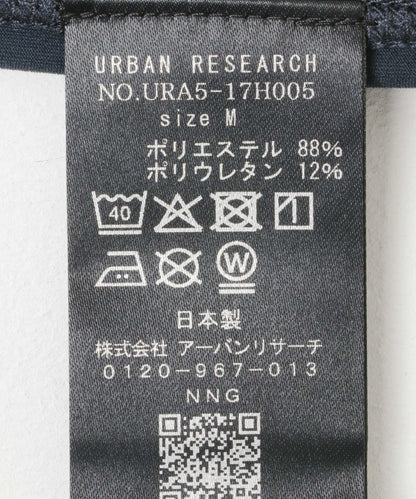 URBAN RESEARCH
NO.URA5-17H005
size M
ポリエステル 88%
ポリウレタン 12%
40
W
日本製
株式会社 アーバンリサーチ
0120-967-013
NNG